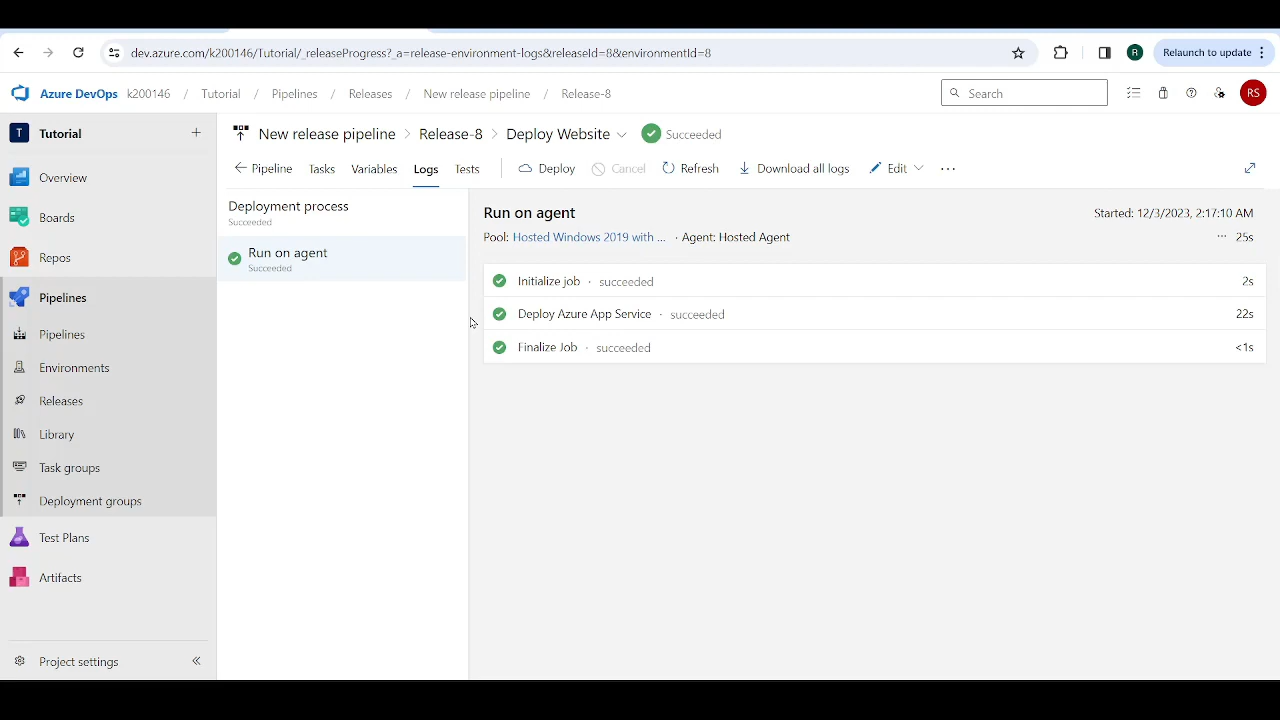 dev.azure.com/k200146/Tutorial/_releaseProgress?_a=release-environment-logs&releaseId=8&environmentId=8
R
Relaunch to update
Azure DevOps k200146 / Tutorial / Pipelines / Releases / New release pipeline / Release-8
Search
RS
T Tutorial
New release pipeline > Release-8 > Deploy Website Succeeded
Pipeline Tasks Variables Logs Tests Deploy Cancel Refresh Download all logs Edit ...
Overview
Boards
Repos
Pipelines
Pipelines
Environments
Releases
Library
Task groups
Deployment groups
Test Plans
Artifacts
Project settings
Deployment process
Succeeded
Run on agent
Succeeded
Run on agent
Started: 12/3/2023, 2:17:10 AM
Pool: Hosted Windows 2019 with ... · Agent: Hosted Agent
... 25s
Initialize job · succeeded 2s
Deploy Azure App Service · succeeded 22s
Finalize Job · succeeded <1s